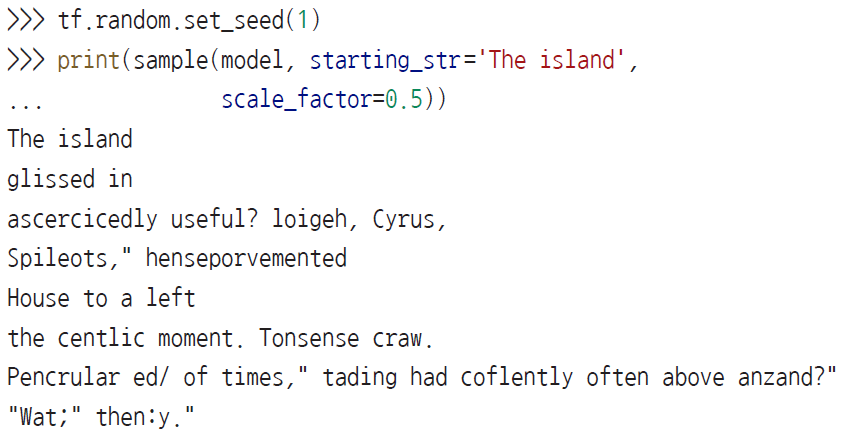 >>> tf.random.set_seed(1)
>>> print(sample(model, starting_str='The island',
...              scale_factor=0.5))
The island
glissed in
ascercicedly useful? loigeh, Cyrus,
Spileots," henseporvemented
House to a left
the centlic moment. Tonsense craw.
Pencrular ed/ of times," tading had coflently often above anzand?"
"Wat;" then:y."